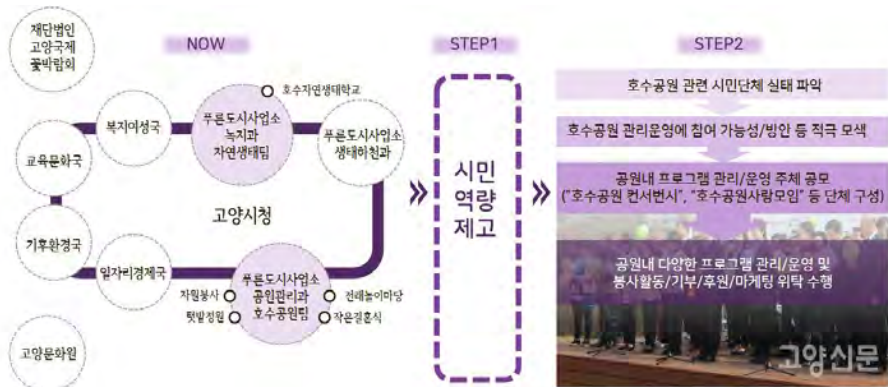 재단법인
고양국제
꽃박람회
NOW
호수자연생태학교
복지여성국
푸른도시사업소
녹지과
자연생태팀
푸른도시사업소
생태하천과
교육문화국
고양시청
기후환경국
일자리경제국
푸른도시사업소
공원관리과
호수공원팀
자원봉사
텃밭정원
전래놀이마당
작은결혼식
고양문화원
STEP1
시민
역량
제고
STEP2
호수공원 관련 시민단체 실태 파악
호수공원 관리운영에 참여 가능성/방안 등 적극 모색
공원내 프로그램 관리/운영 주체 공모
("호수공원 컨서번시", "호수공원사랑모임" 등 단체 구성)
공원내 다양한 프로그램 관리/운영 및
봉사활동/기부/후원/마케팅 위탁 수행
고양신문